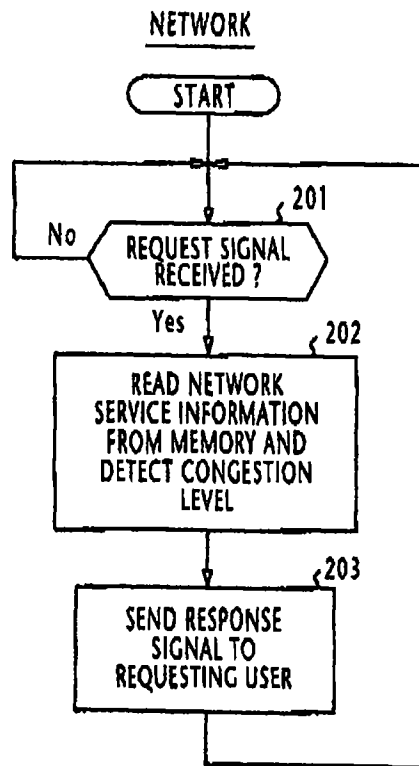 NETWORK
START
201
No
REQUEST SIGNAL
RECEIVED ?
Yes
202
READ NETWORK
SERVICE INFORMATION
FROM MEMORY AND
DETECT CONGESTION
LEVEL
203
SEND RESPONSE
SIGNAL TO
REQUESTING USER